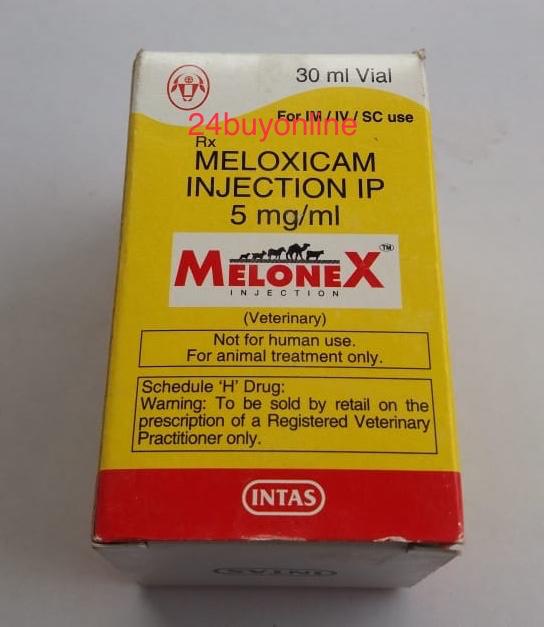 30 ml Vial
For IM / IV / SC use
24buyonline
Rx
MELOXICAM
INJECTION IP
5 mg/ml
MELONEX™
INJECTION
(Veterinary)
Not for human use.
For animal treatment only.
Schedule ‘H’ Drug:
Warning: To be sold by retail on the
prescription of a Registered Veterinary
Practitioner only.
INTAS
INTAS